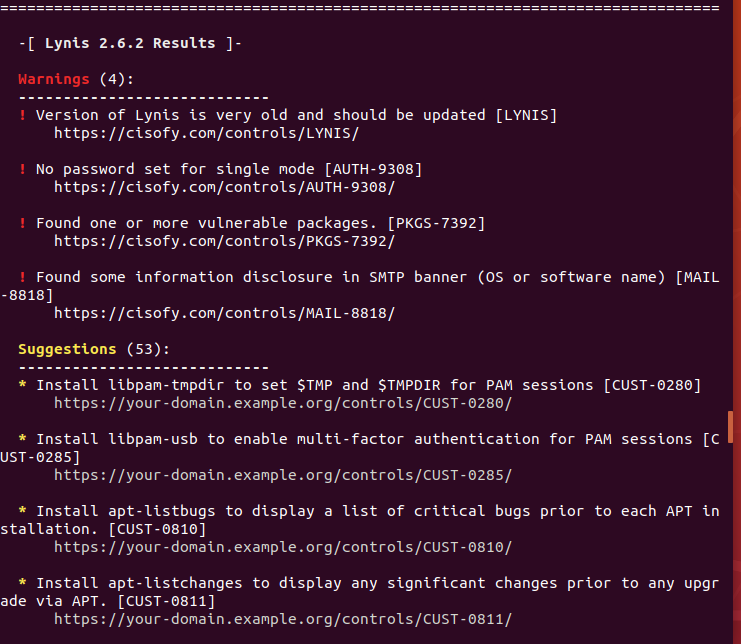 ================================================================================
-[ Lynis 2.6.2 Results ]-
Warnings (4):
----------------------------
! Version of Lynis is very old and should be updated [LYNIS]
https://cisofy.com/controls/LYNIS/
! No password set for single mode [AUTH-9308]
https://cisofy.com/controls/AUTH-9308/
! Found one or more vulnerable packages. [PKGS-7392]
https://cisofy.com/controls/PKGS-7392/
! Found some information disclosure in SMTP banner (OS or software name) [MAIL
-8818]
https://cisofy.com/controls/MAIL-8818/
Suggestions (53):
----------------------------
* Install libpam-tmpdir to set $TMP and $TMPDIR for PAM sessions [CUST-0280]
https://your-domain.example.org/controls/CUST-0280/
* Install libpam-usb to enable multi-factor authentication for PAM sessions [C
UST-0285]
https://your-domain.example.org/controls/CUST-0285/
* Install apt-listbugs to display a list of critical bugs prior to each APT in
stallation. [CUST-0810]
https://your-domain.example.org/controls/CUST-0810/
* Install apt-listchanges to display any significant changes prior to any upgr
ade via APT. [CUST-0811]
https://your-domain.example.org/controls/CUST-0811/